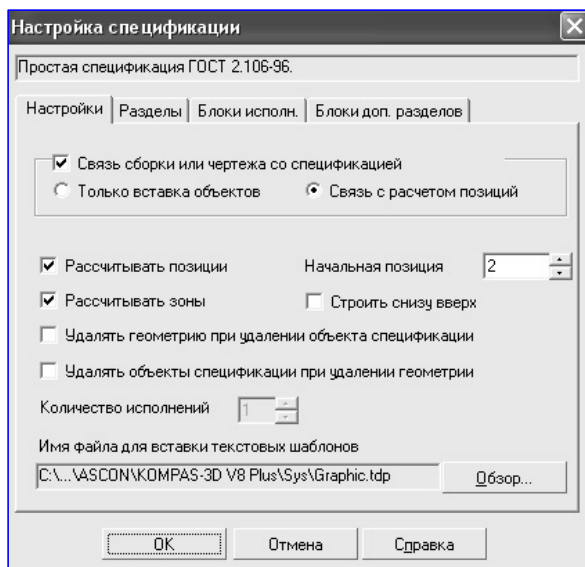 Настройка спецификации
Простая спецификация ГОСТ 2.106-96.
Настройки Разделы Блоки исполн. Блоки доп. разделов
Связь сборки или чертежа со спецификацией
Только вставка объектов Связь с расчетом позиций
Рассчитывать позиции Начальная позиция 2
Рассчитывать зоны Строить снизу вверх
Удалять геометрию при удалении объекта спецификации
Удалять объекты спецификации при удалении геометрии
Количество исполнений 1
Имя файла для вставки текстовых шаблонов
C:\...\ASCON\KOMPAS-3D V8 Plus\Sys\Graphic.tdp Обзор...
OK Отмена Справка